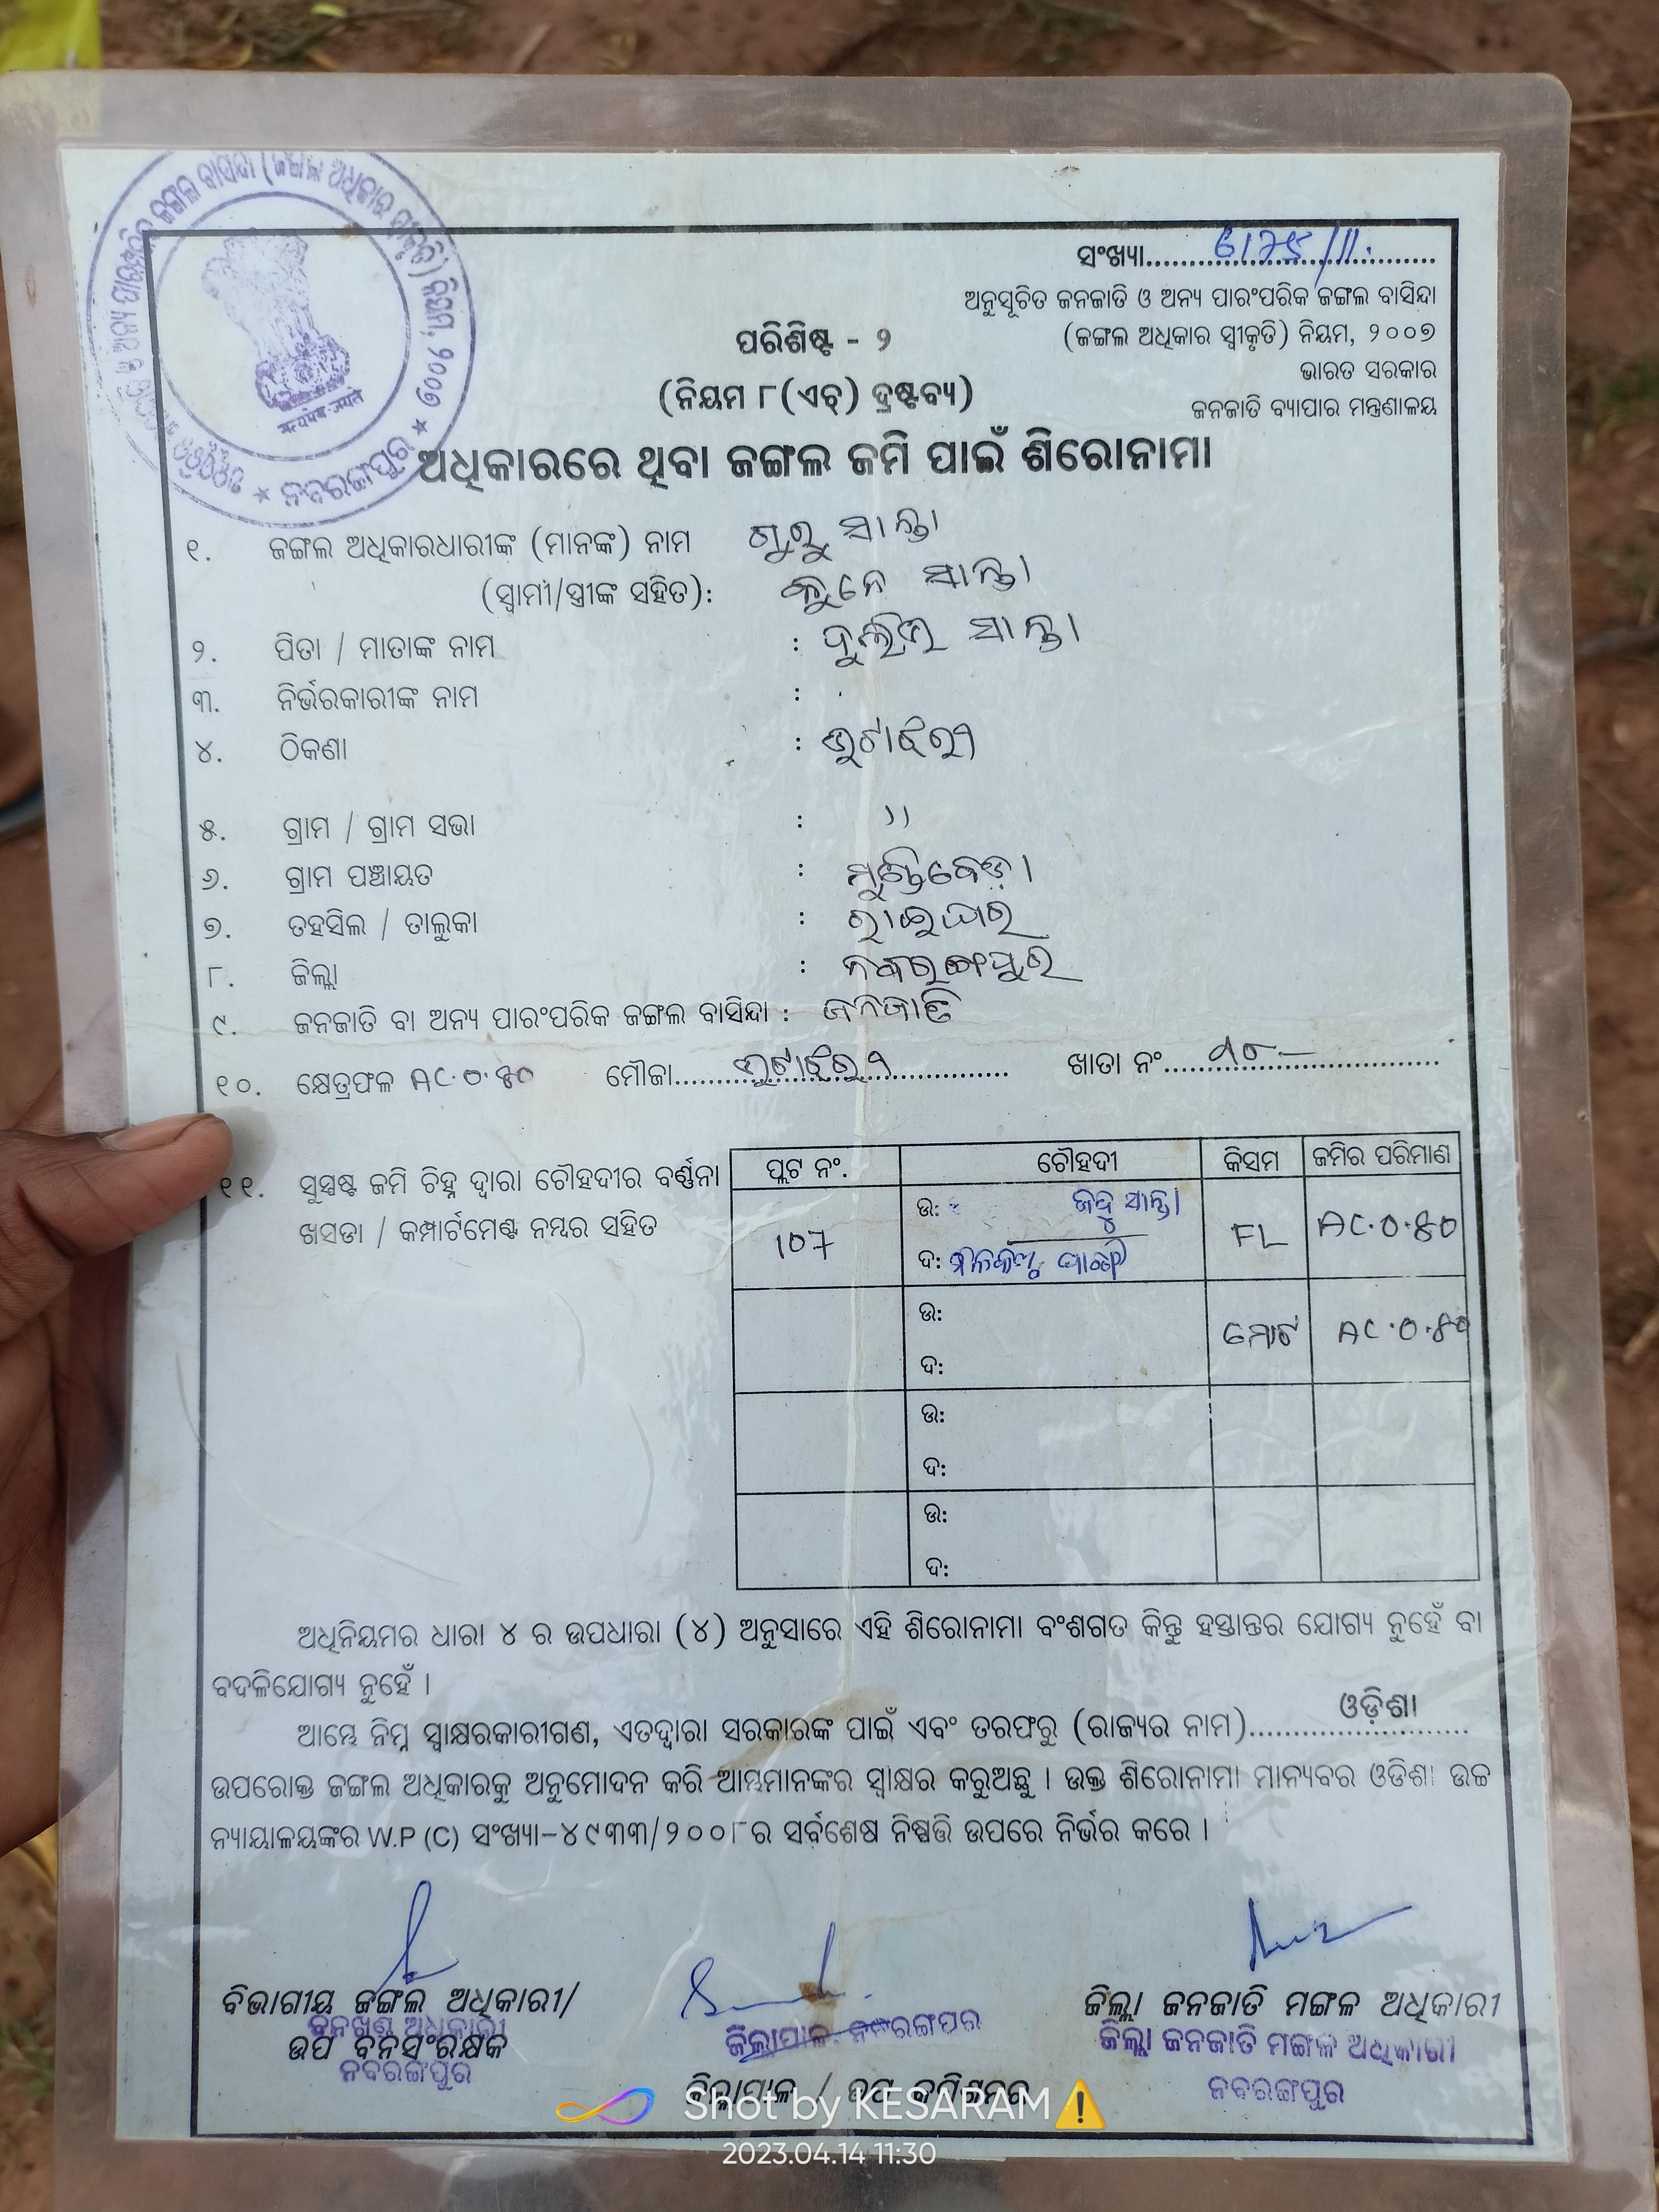 ସଂଖ୍ୟା
ଅନୁସୂଚିତ ଜନଜାତି ଓ ଅନ୍ୟ ପାରଂପରିକ ଜଙ୍ଗଲ ବାସିନ୍ଦା
(ଜଙ୍ଗଲ ଅଧିକାର ସ୍ୱୀକୃତି) ନିୟମ, ୨୦୦୭
ଭାରତ ସରକାର
ଜନଜାତି ବ୍ୟାପାର ମନ୍ତ୍ରଣାଳୟ
ପରିଶିଷ୍ଟ - ୨
(ନିୟମ ୮(ଏଚ୍) ଦ୍ରଷ୍ଟବ୍ୟ)
ଅଧିକାରରେ ଥିବା ଜଙ୍ଗଲ ଜମି ପାଇଁ ଶିରୋନାମା
୧. ଜଙ୍ଗଲ ଅଧିକାରଧାରୀଙ୍କ (ମାନଙ୍କ) ନାମ ଗୁରୁ ସାନ୍ତା
(ସ୍ୱାମୀ/ସ୍ତ୍ରୀଙ୍କ ସହିତ): ସାନ୍ତା
୨. ପିତା / ମାତାଙ୍କ ନାମ : ସାନ୍ତା
୩. ନିର୍ଭରକାରୀଙ୍କ ନାମ :
୪. ଠିକଣା :
୫. ଗ୍ରାମ / ଗ୍ରାମ ସଭା : ))
୬. ଗ୍ରାମ ପଞ୍ଚାୟତ :
୭. ତହସିଲ / ତାଲୁକା : ରାଇଘର
୮. ଜିଲ୍ଲା : ନବରଙ୍ଗପୁର
୯. ଜନଜାତି ବା ଅନ୍ୟ ପାରଂପରିକ ଜଙ୍ଗଲ ବାସିନ୍ଦା : ଜନଜାତି
୧୦. କ୍ଷେତ୍ରଫଳ ମୌଜା ଖାତା ନଂ
୧୧. ସୁସ୍ପଷ୍ଟ ଜମି ଚିହ୍ନ ଦ୍ୱାରା ଚୌହଦୀର ବର୍ଣ୍ଣନା
ଖସଡା / କମ୍ପାର୍ଟମେଣ୍ଟ ନମ୍ବର ସହିତ
ପ୍ଲଟ ନଂ. ଚୌହଦୀ କିସମ ଜମିର ପରିମାଣ
107 ଉ: ଜଦୁ ସାନ୍ତା FL
ଦ:
ଉ: ମୋଟ
ଦ:
ଉ:
ଦ:
ଉ:
ଦ:
ଅଧିନିୟମର ଧାରା ୪ ର ଉପଧାରା (୪) ଅନୁସାରେ ଏହି ଶିରୋନାମା ବଂଶଗତ କିନ୍ତୁ ହସ୍ତାନ୍ତର ଯୋଗ୍ୟ ନୁହେଁ ବା
ବଦଳିଯୋଗ୍ୟ ନୁହେଁ ।
ଆମ୍ଭେ ନିମ୍ନ ସ୍ୱାକ୍ଷରକାରୀଗଣ, ଏତଦ୍ୱାରା ସରକାରଙ୍କ ପାଇଁ ଏବଂ ତରଫରୁ (ରାଜ୍ୟର ନାମ) ଓଡ଼ିଶା
ଉପରୋକ୍ତ ଜଙ୍ଗଲ ଅଧିକାରକୁ ଅନୁମୋଦନ କରି ଆମ୍ଭମାନଙ୍କର ସ୍ୱାକ୍ଷର କରୁଅଛୁ । ଉକ୍ତ ଶିରୋନାମା ମାନ୍ୟବର ଓଡିଶା ଉଚ୍ଚ
ନ୍ୟାୟାଳୟଙ୍କର W.P (C) ସଂଖ୍ୟା-୪୯୩୩/୨୦୦୮ର ସର୍ବଶେଷ ନିଷ୍ପତ୍ତି ଉପରେ ନିର୍ଭର କରେ ।
ବିଭାଗୀୟ ଜଙ୍ଗଲ ଅଧିକାରୀ/
ବନଖଣ୍ଡ ଅଧିକାରୀ
ଉପ ବନସଂରକ୍ଷକ
ନବରଙ୍ଗପୁର
ଜିଲ୍ଲାପାଳ
ଜିଲ୍ଲା ଜନଜାତି ମଙ୍ଗଳ ଅଧିକାରୀ
ଜିଲ୍ଲା ଜନଜାତି ମଙ୍ଗଳ ଅଧିକାରୀ
ନବରଙ୍ଗପୁର
Shot by KESARAM
2023.04.14 11:30